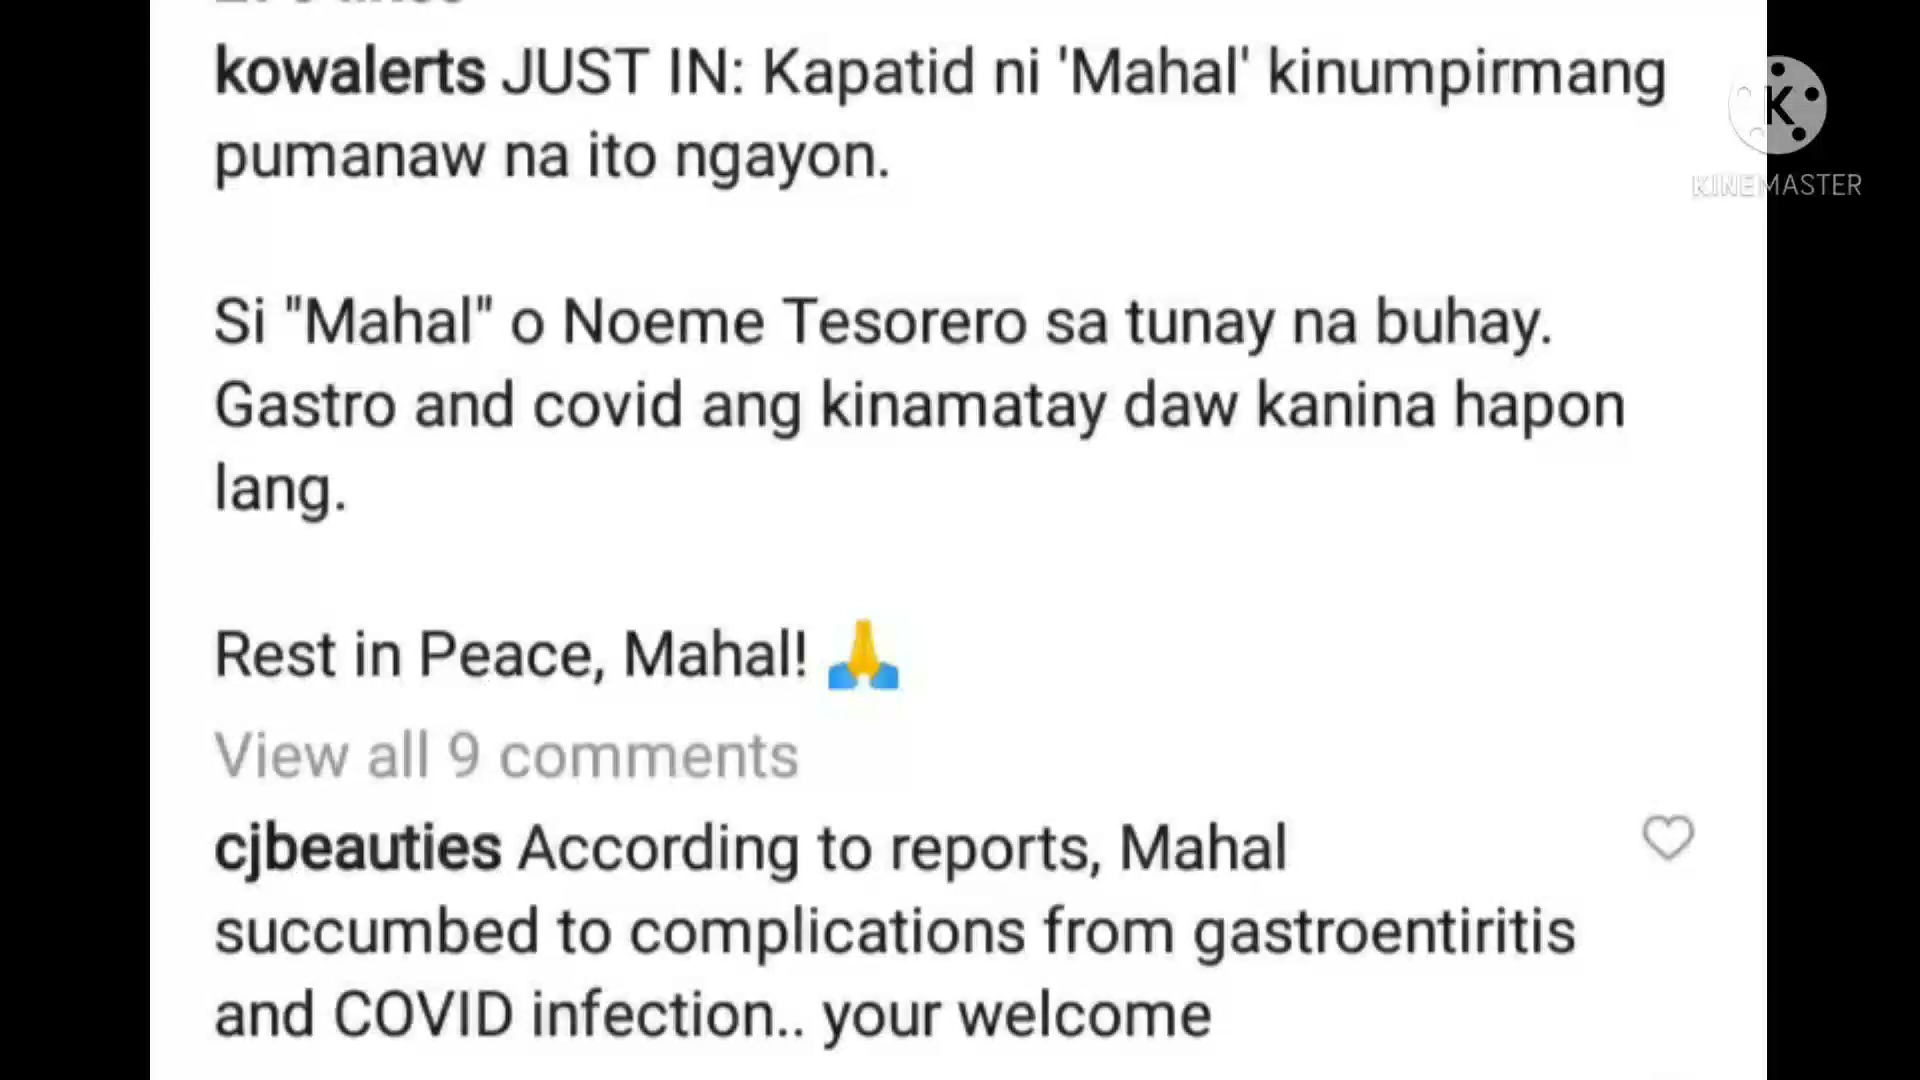 kowalerts JUST IN: Kapatid ni 'Mahal' kinumpirmang
pumanaw na ito ngayon.
Si "Mahal" o Noeme Tesorero sa tunay na buhay.
Gastro and covid ang kinamatay daw kanina hapon
lang.
Rest in Peace, Mahal! 🙏
View all 9 comments
cjbeauties According to reports, Mahal
succumbed to complications from gastroentiritis
and COVID infection.. your welcome
K
KINEMASTER